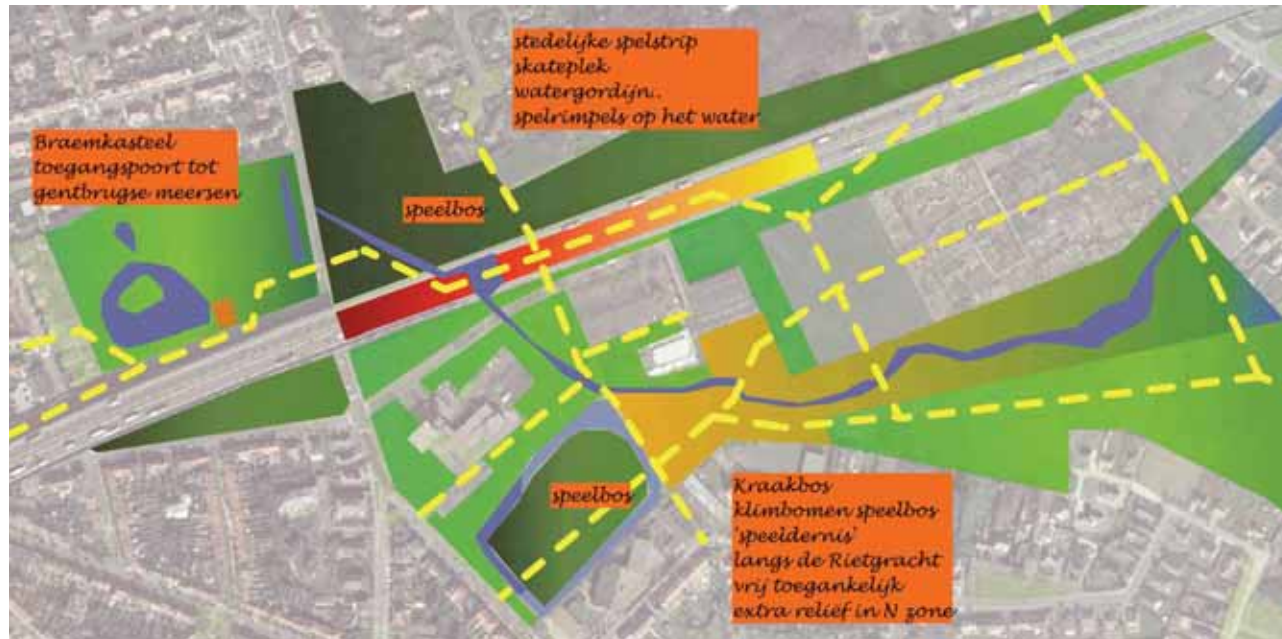 stedelijke spelstrip
skateplek
watergordijn..
spelrimpels op het water
Braemkasteel
toegangspoort tot
gentbrugse meersen
speelbos
speelbos
Kraakbos
klimbomen speelbos
'speeldernis'
langs de Rietgracht
vrij toegankelijk
extra reliëf in N zone